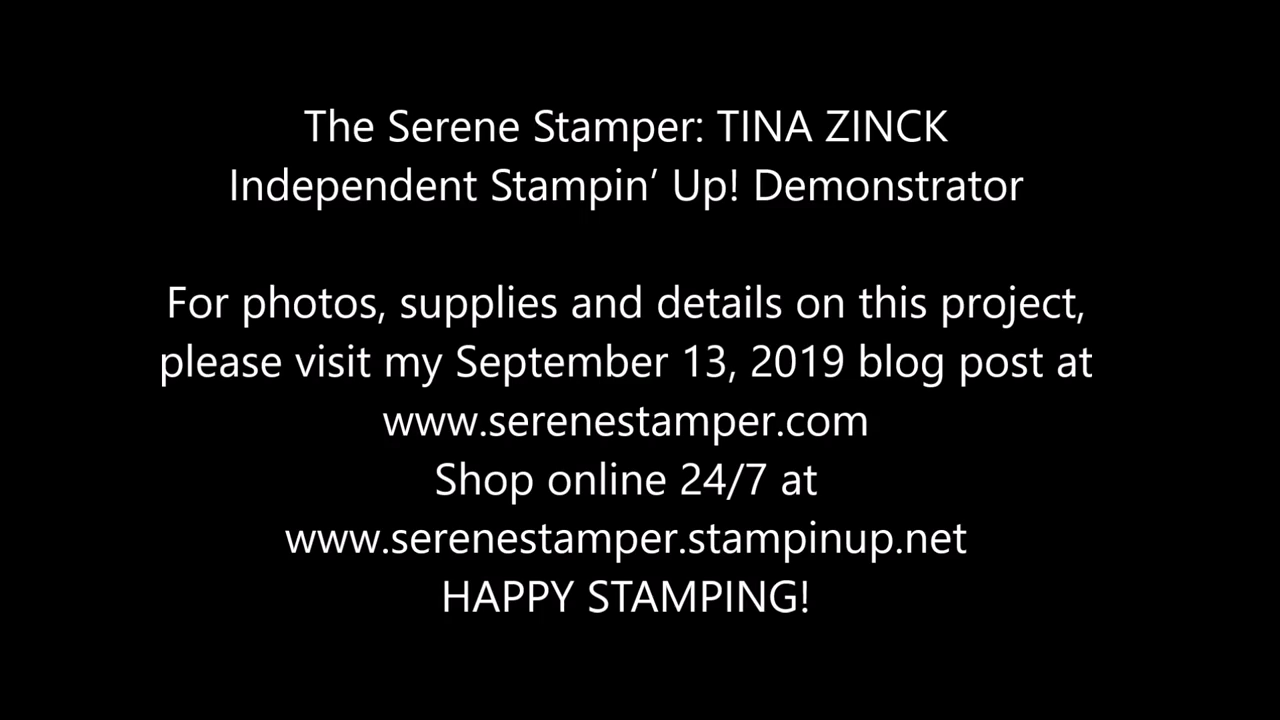 The Serene Stamper: TINA ZINCK
Independent Stampin’ Up! Demonstrator
For photos, supplies and details on this project,
please visit my September 13, 2019 blog post at
www.serenestamper.com
Shop online 24/7 at
www.serenestamper.stampinup.net
HAPPY STAMPING!